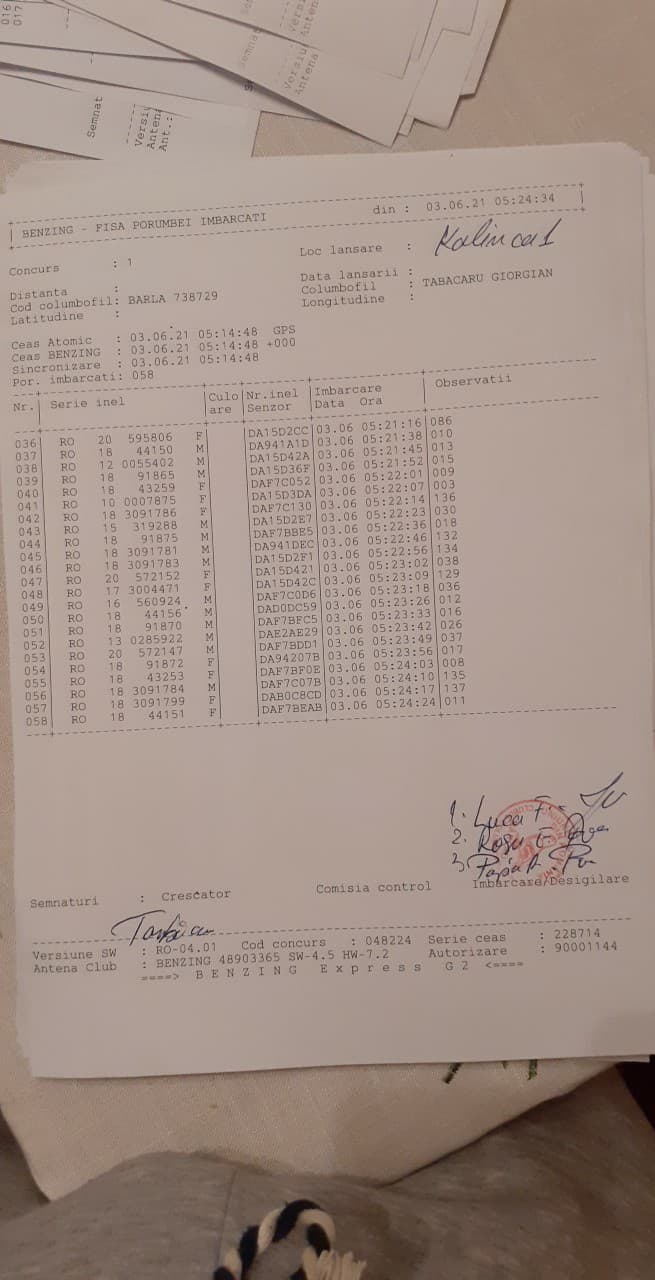 016
017
Semnat
Versiu
Antena
Semnat
Versiu
Antena
Ant.:
BENZING - FISA PORUMBEI IMBARCATI din : 03.06.21 05:24:34
Concurs : 1 Loc lansare : Kalinca1
Distanta : Data lansarii :
Cod columbofil: BARLA 738729 Columbofil : TABACARU GIORGIAN
Latitudine : Longitudine :
Ceas Atomic : 03.06.21 05:14:48 GPS
Ceas BENZING : 03.06.21 05:14:48 +000
Sincronizare : 03.06.21 05:14:48
Por. imbarcati: 058
Nr. Serie inel Culo Nr.inel Imbarcare Observatii
are Senzor Data Ora
036 RO 20 595806 F DA15D2CC 03.06 05:21:16 086
037 RO 18 44150 M DA941A1D 03.06 05:21:38 010
038 RO 12 0055402 M DA15D42A 03.06 05:21:45 013
039 RO 18 91865 M DA15D36F 03.06 05:21:52 015
040 RO 18 43259 F DAF7C052 03.06 05:22:01 009
041 RO 10 0007875 F DA15D3DA 03.06 05:22:07 003
042 RO 18 3091786 F DAF7C130 03.06 05:22:14 136
043 RO 15 319288 M DA15D2E7 03.06 05:22:23 030
044 RO 18 91875 M DAF7BBE5 03.06 05:22:36 018
045 RO 18 3091781 M DA941DEC 03.06 05:22:46 132
046 RO 18 3091783 M DA15D2F1 03.06 05:22:56 134
047 RO 20 572152 F DA15D421 03.06 05:23:02 038
048 RO 17 3004471 F DA15D42C 03.06 05:23:09 129
049 RO 16 560924 M DAF7C0D6 03.06 05:23:18 036
050 RO 18 44156 M DAD0DC59 03.06 05:23:26 012
051 RO 18 91870 M DAF7BFC5 03.06 05:23:33 016
052 RO 13 0285922 M DAE2AE29 03.06 05:23:42 026
053 RO 20 572147 M DAF7BDD1 03.06 05:23:49 037
054 RO 18 91872 F DA94207B 03.06 05:23:56 017
055 RO 18 43253 F DAF7BF0E 03.06 05:24:03 008
056 RO 18 3091784 M DAF7C07B 03.06 05:24:10 135
057 RO 18 3091799 F DAB0C8CD 03.06 05:24:17 137
058 RO 18 44151 F DAF7BEAB 03.06 05:24:24 011
1. Luca F.
2. Roșu E.
3. Papa A.
Semnaturi : Crescator Comisia control Imbarcare/Desigilare
Versiune SW : RO-04.01 Cod concurs : 048224 Serie ceas : 228714
Antena Club : BENZING 48903365 SW-4.5 HW-7.2 Autorizare : 90001144
====> B E N Z I N G E x p r e s s G 2 <====